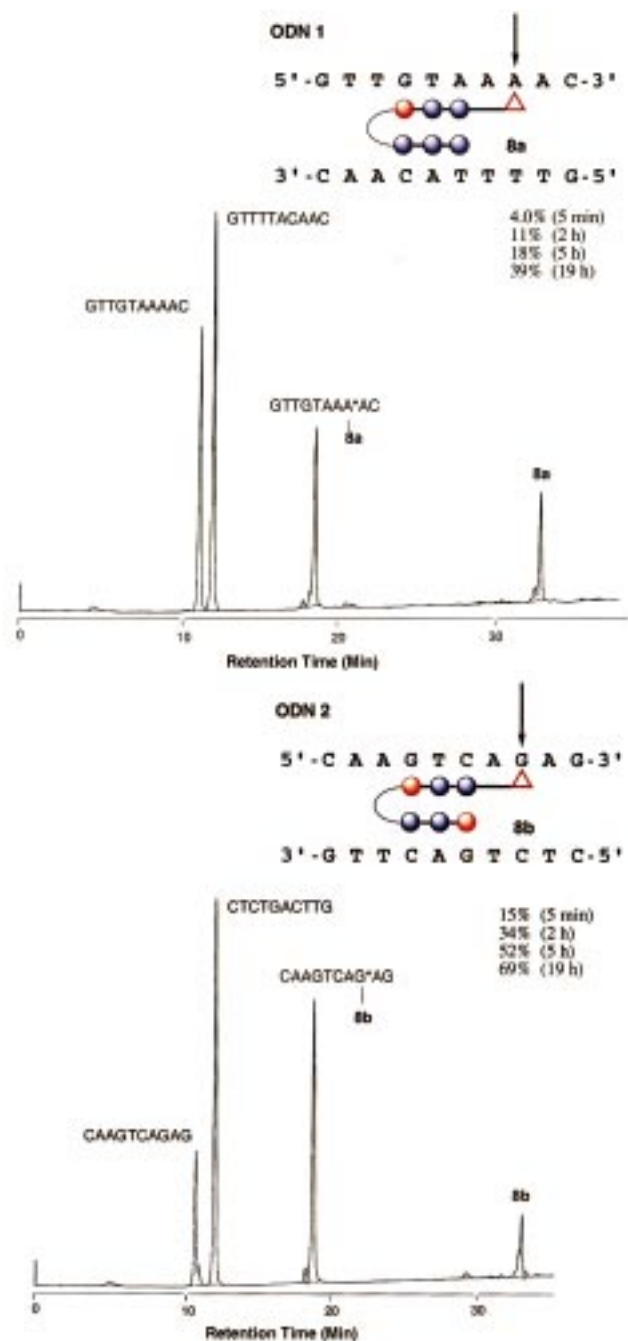 ODN 1
5'-G T T G T A A A A C-3'
8a
3'-C A A C A T T T T G-5'
4.0% (5 min)
11% (2 h)
18% (5 h)
39% (19 h)
GTTTTACAAC
GTTGTAAAAC
GTTGTAAA*AC
8a
8a
0 10 20 30
Retention Time (Min)
ODN 2
5'-C A A G T C A G A G-3'
8b
3'-G T T C A G T C T C-5'
15% (5 min)
34% (2 h)
52% (5 h)
69% (19 h)
CTCTGACTTG
CAAGTCAG*AG
8b
CAAGTCAGAG
8b
0 10 20 30
Retention Time (Min)